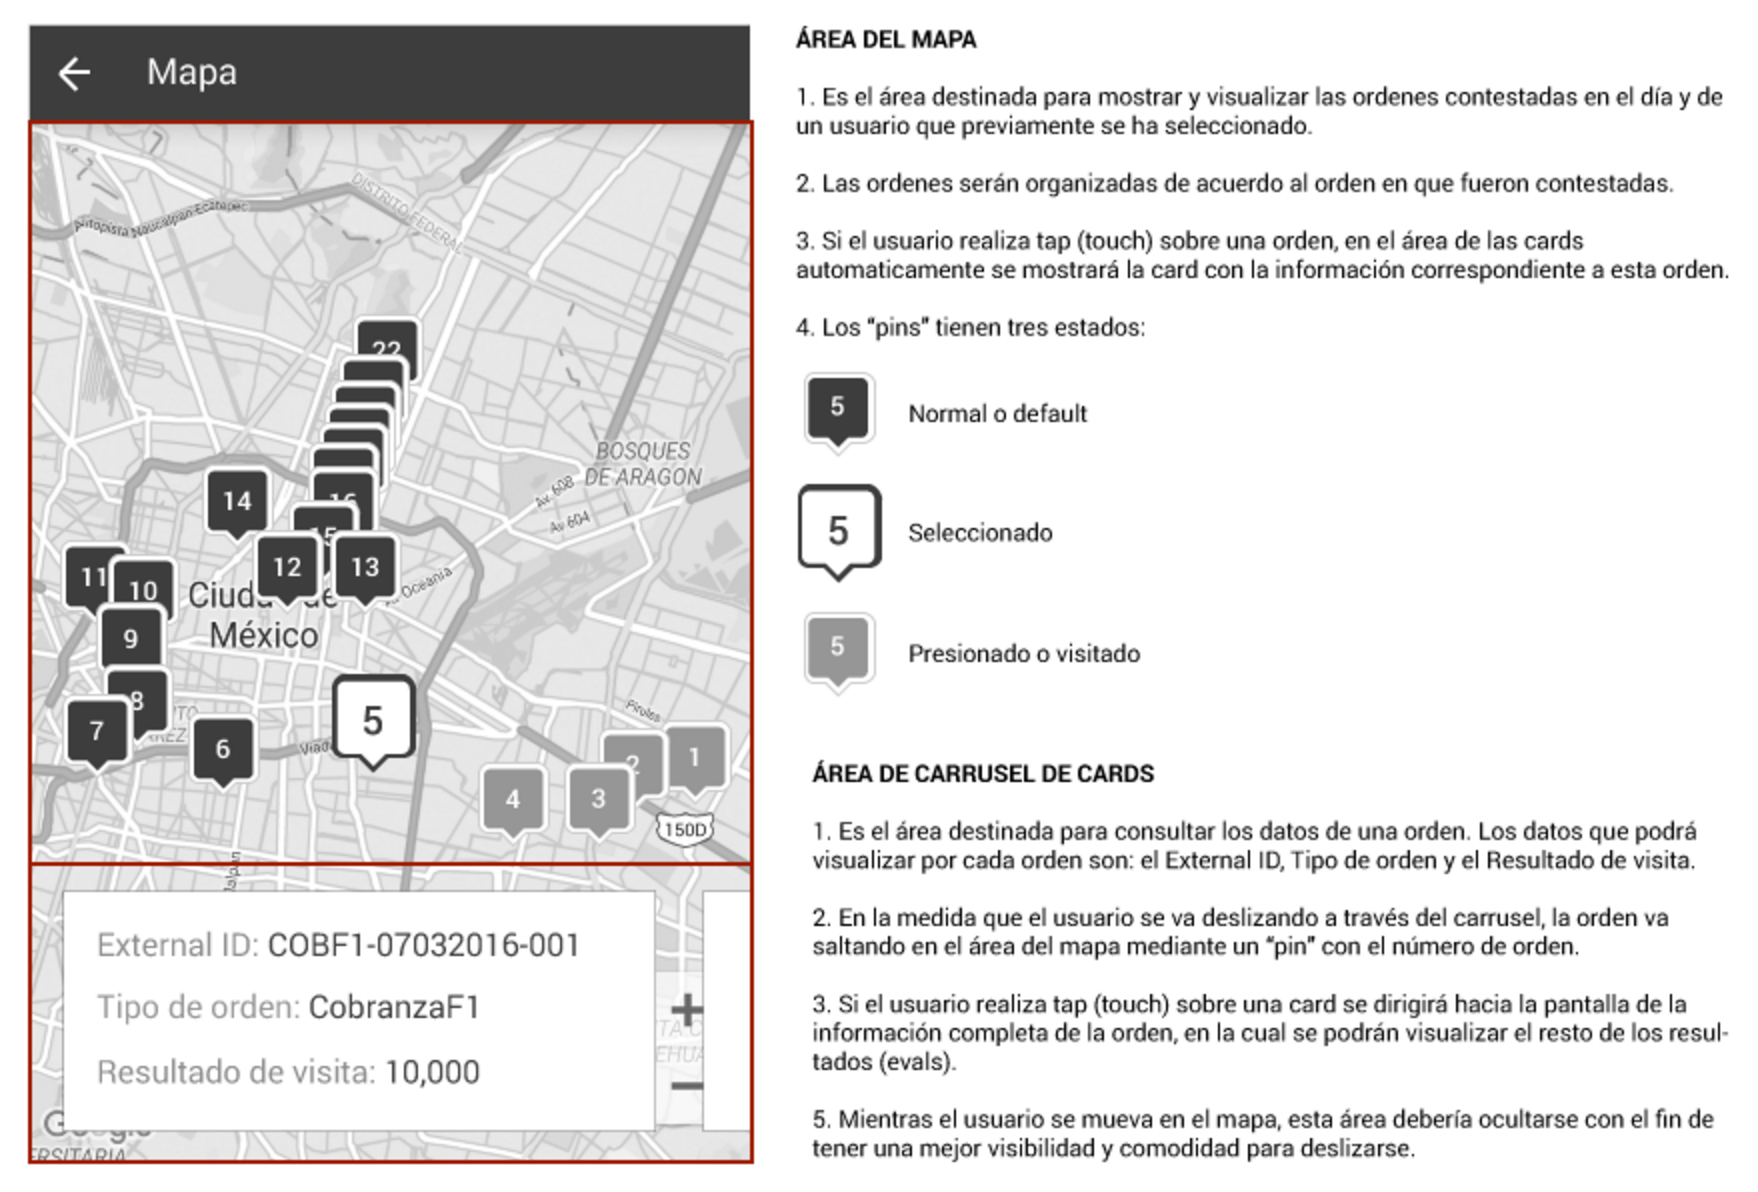 Mapa
DISTRITO FEDERAL
Autopista Naucalpan-Ecatepec
22
BOSQUES
DE ARAGON
Av. 608
Av. 604
14
16
15
12
13
11
10
Av. Oceanía
México
9
8
7
6
5
Piraíso
1
2
3
4
150D
External ID: COBF1-07032016-001
Tipo de orden: CobranzaF1
Resultado de visita: 10,000
+
−
ÁREA DEL MAPA
1. Es el área destinada para mostrar y visualizar las ordenes contestadas en el día y de
un usuario que previamente se ha seleccionado.
2. Las ordenes serán organizadas de acuerdo al orden en que fueron contestadas.
3. Si el usuario realiza tap (touch) sobre una orden, en el área de las cards
automaticamente se mostrará la card con la información correspondiente a esta orden.
4. Los “pins” tienen tres estados:
5
Normal o default
5
Seleccionado
5
Presionado o visitado
ÁREA DE CARRUSEL DE CARDS
1. Es el área destinada para consultar los datos de una orden. Los datos que podrá
visualizar por cada orden son: el External ID, Tipo de orden y el Resultado de visita.
2. En la medida que el usuario se va deslizando a través del carrusel, la orden va
saltando en el área del mapa mediante un “pin” con el número de orden.
3. Si el usuario realiza tap (touch) sobre una card se dirigirá hacia la pantalla de la
información completa de la orden, en la cual se podrán visualizar el resto de los resul-
tados (evals).
5. Mientras el usuario se mueva en el mapa, esta área debería ocultarse con el fin de
tener una mejor visibilidad y comodidad para deslizarse.